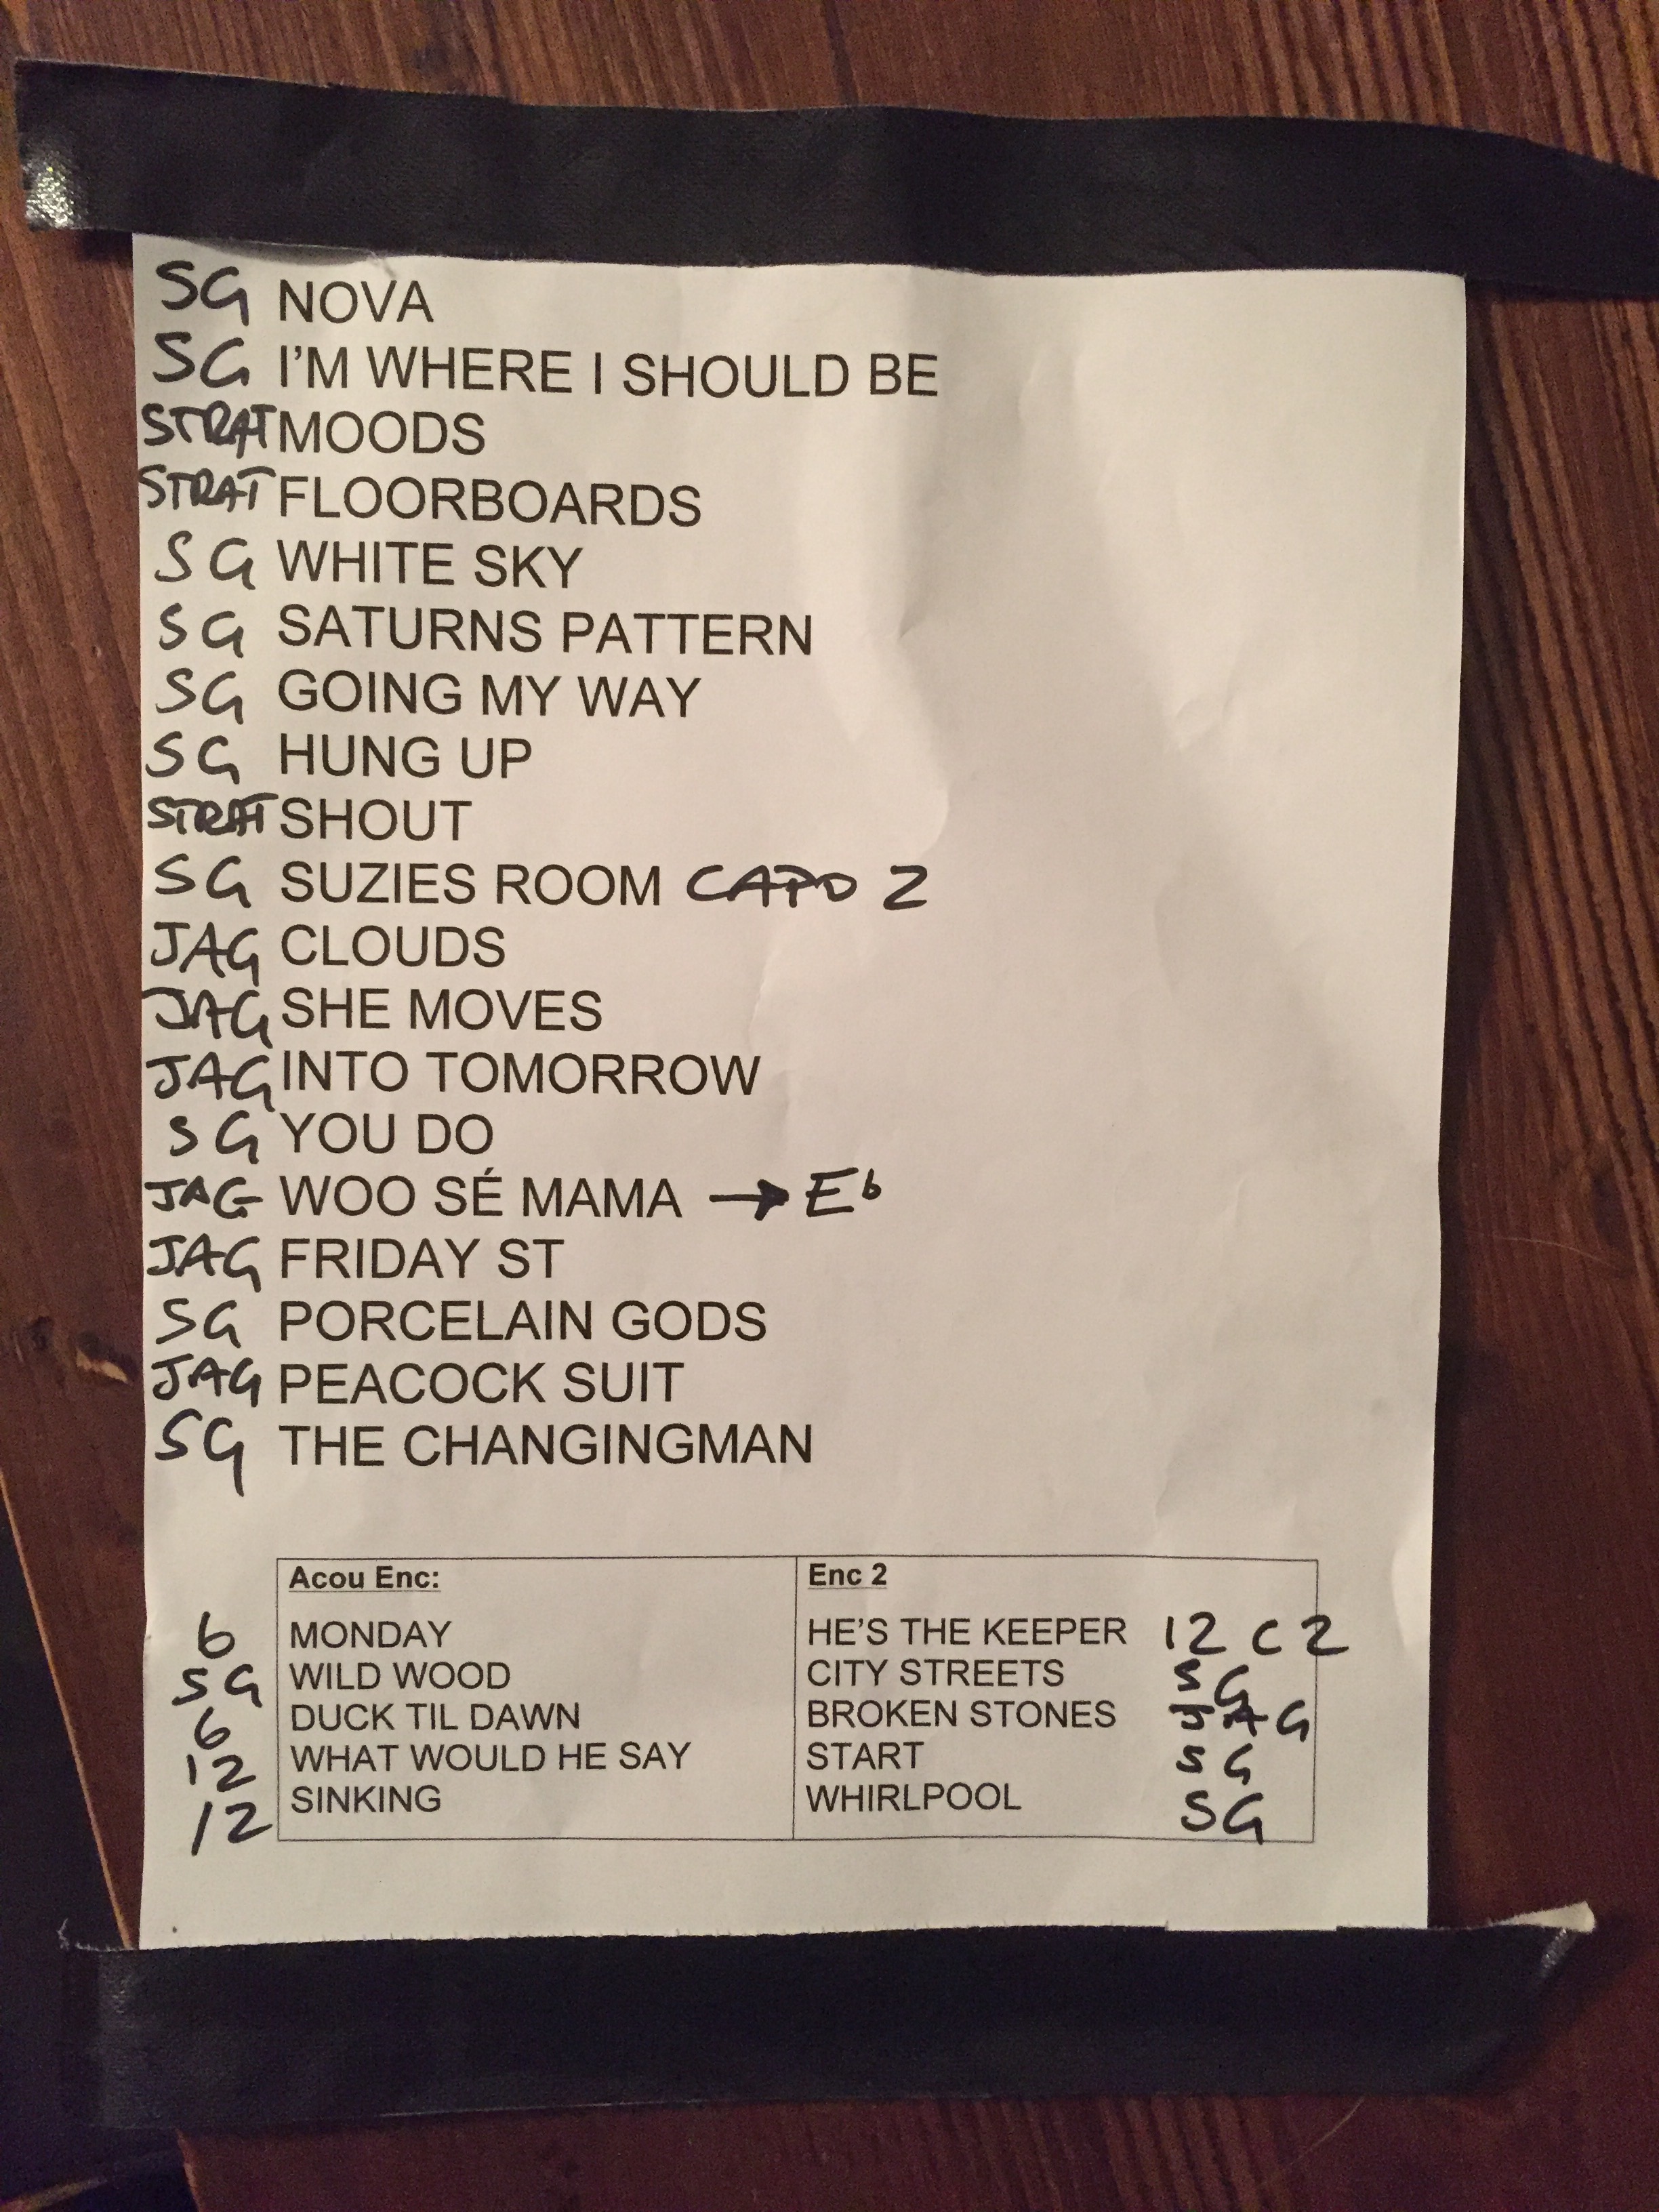 SG NOVA
SG I'M WHERE I SHOULD BE
STRAT MOODS
STRAT FLOORBOARDS
SG WHITE SKY
SG SATURNS PATTERN
SG GOING MY WAY
SG HUNG UP
STRAT SHOUT
SG SUZIES ROOM CAPO 2
JAG CLOUDS
JAG SHE MOVES
JAG INTO TOMORROW
SG YOU DO
JAG WOO SÉ MAMA → Eb
JAG FRIDAY ST
SG PORCELAIN GODS
JAG PEACOCK SUIT
SG THE CHANGINGMAN
Acou Enc:
6 MONDAY
SG WILD WOOD
6 DUCK TIL DAWN
12 WHAT WOULD HE SAY
12 SINKING
Enc 2
HE'S THE KEEPER 12 C 2
CITY STREETS SG
BROKEN STONES JAG
START SG
WHIRLPOOL SG